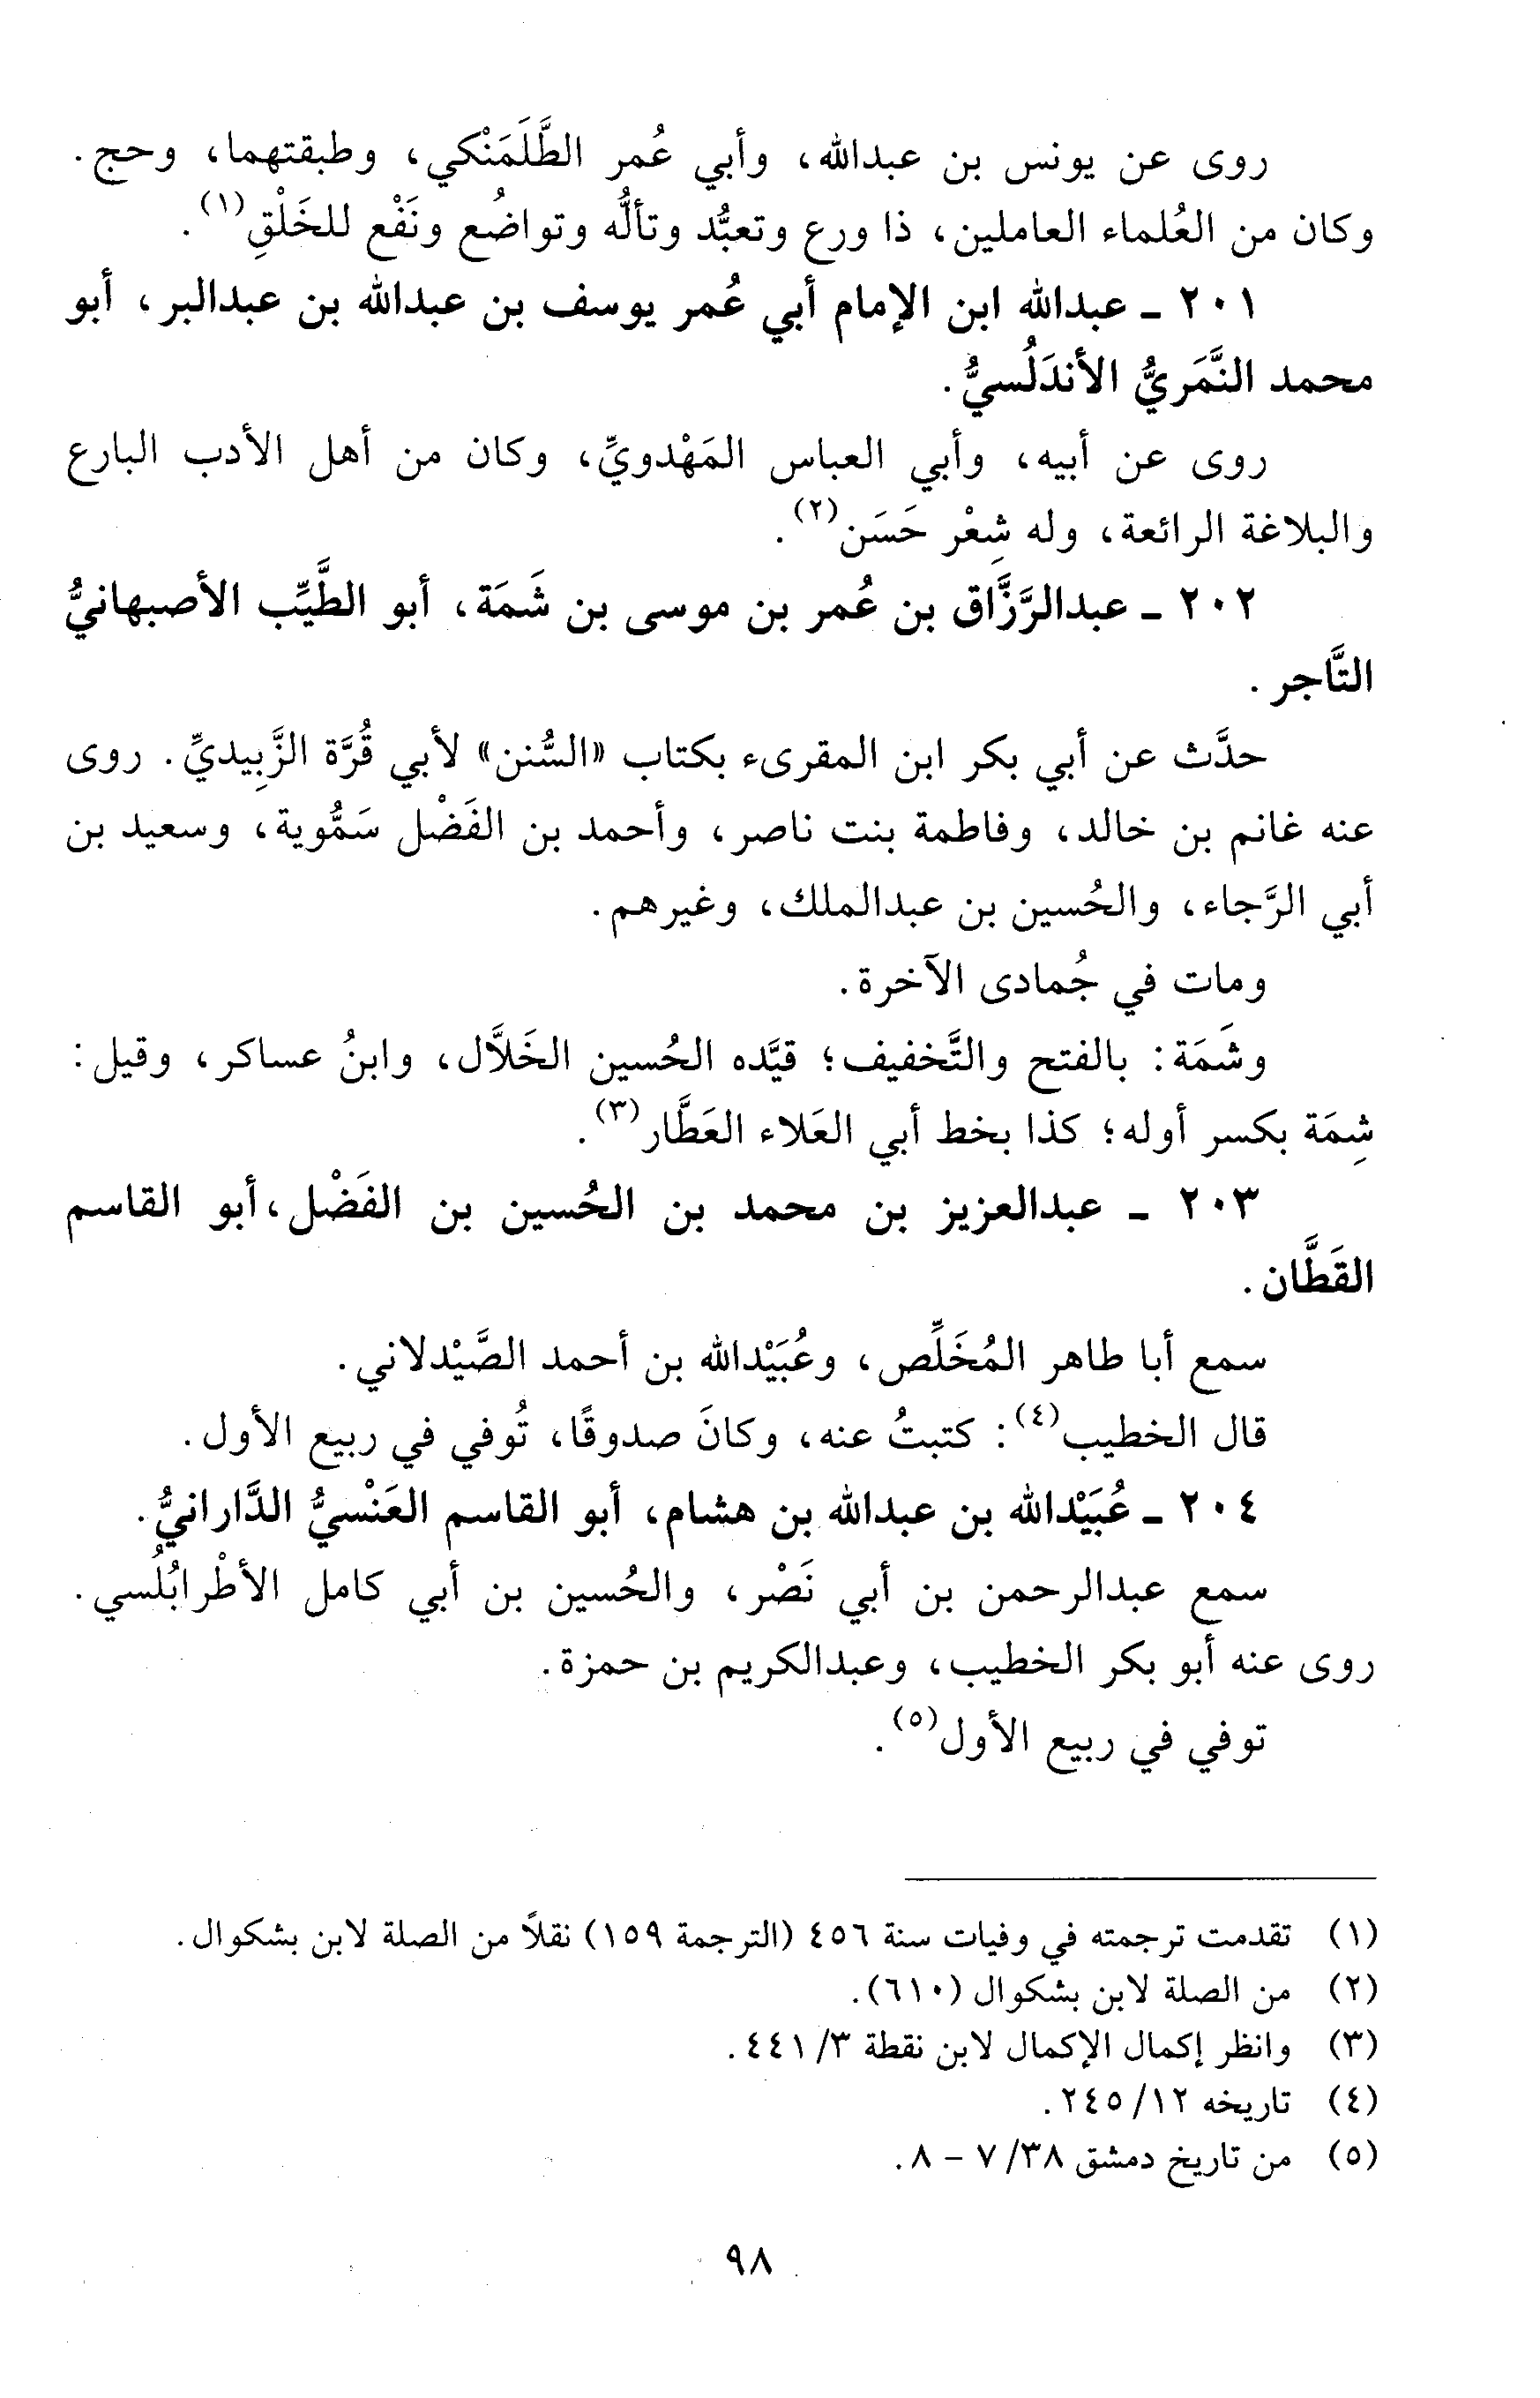 روى عن يونس بن عبدالله، وأبي عُمر الطَّلَمَنْكي، وطبقتهما، وحج.
وكان من العُلماء العاملين، ذا ورع وتعبُّد وتألُّه وتواضُع ونَفْع للخَلْقِ(١).
٢٠١ ـ عبدالله ابن الإمام أبي عُمر يوسف بن عبدالله بن عبدالبر، أبو
محمد النَّمَريُّ الأندَلُسيُّ.
روى عن أبيه، وأبي العباس المَهْدويِّ، وكان من أهل الأدب البارع
والبلاغة الرائعة، وله شِعْر حَسَن(٢).
٢٠٢ ـ عبدالرَّزَّاق بن عُمر بن موسى بن شَمَة، أبو الطَّيِّب الأصبهانيُّ
التَّاجر.
حدَّث عن أبي بكر ابن المقرىء بكتاب «السُّنن» لأبي قُرَّة الزَّبِيديِّ. روى
عنه غانم بن خالد، وفاطمة بنت ناصر، وأحمد بن الفَضْل سَمُّوية، وسعيد بن
أبي الرَّجاء، والحُسين بن عبدالملك، وغيرهم.
ومات في جُمادى الآخرة.
وشَمَة: بالفتح والتَّخفيف؛ قيَّده الحُسين الخَلاَّل، وابنُ عساكر، وقيل:
شِمَة بكسر أوله؛ كذا بخط أبي العَلاء العَطَّار(٣).
٢٠٣ ـ عبدالعزيز بن محمد بن الحُسين بن الفَضْل، أبو القاسم
القَطَّان.
سمع أبا طاهر المُخَلِّص، وعُبَيْدالله بن أحمد الصَّيْدلاني.
قال الخطيب(٤): كتبتُ عنه، وكانَ صدوقًا، تُوفي في ربيع الأول.
٢٠٤ ـ عُبَيْدالله بن عبدالله بن هشام، أبو القاسم العَنْسيُّ الدَّارانيُّ.
سمع عبدالرحمن بن أبي نَصْر، والحُسين بن أبي كامل الأطْرابُلُسي.
روى عنه أبو بكر الخطيب، وعبدالكريم بن حمزة.
توفي في ربيع الأول(٥).
(١) تقدمت ترجمته في وفيات سنة ٤٥٦ (الترجمة ١٥٩) نقلاً من الصلة لابن بشكوال.
(٢) من الصلة لابن بشكوال (٦١٠).
(٣) وانظر إكمال الإكمال لابن نقطة ٣/ ٤٤١.
(٤) تاريخه ١٢/ ٢٤٥.
(٥) من تاريخ دمشق ٣٨/ ٧ - ٨.
٩٨